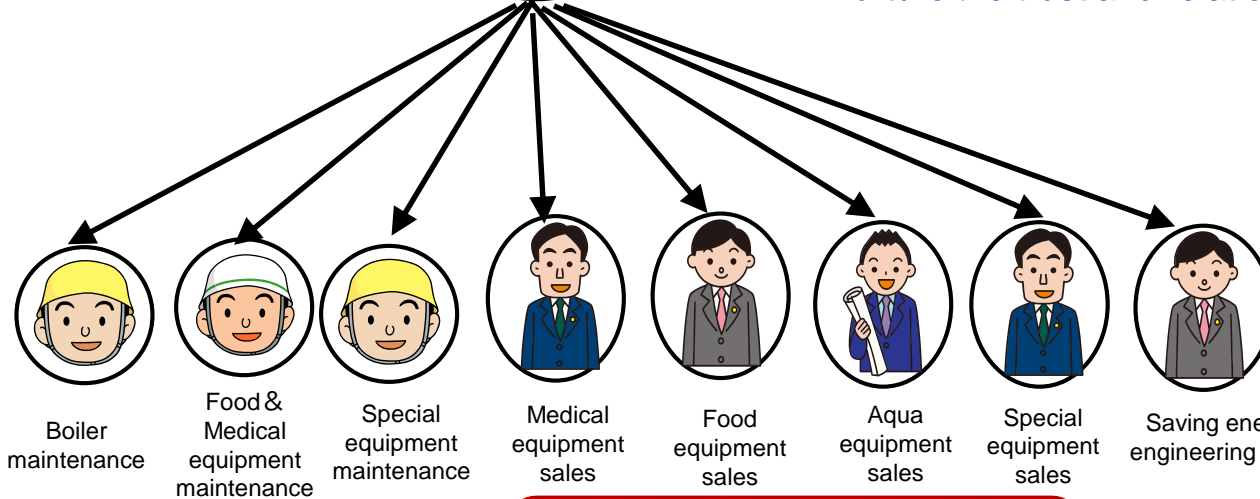 Boiler
maintenance
Food &
Medical
equipment
maintenance
Special
equipment
maintenance
Medical
equipment
sales
Food
equipment
sales
Aqua
equipment
sales
Special
equipment
sales
Saving
engineering